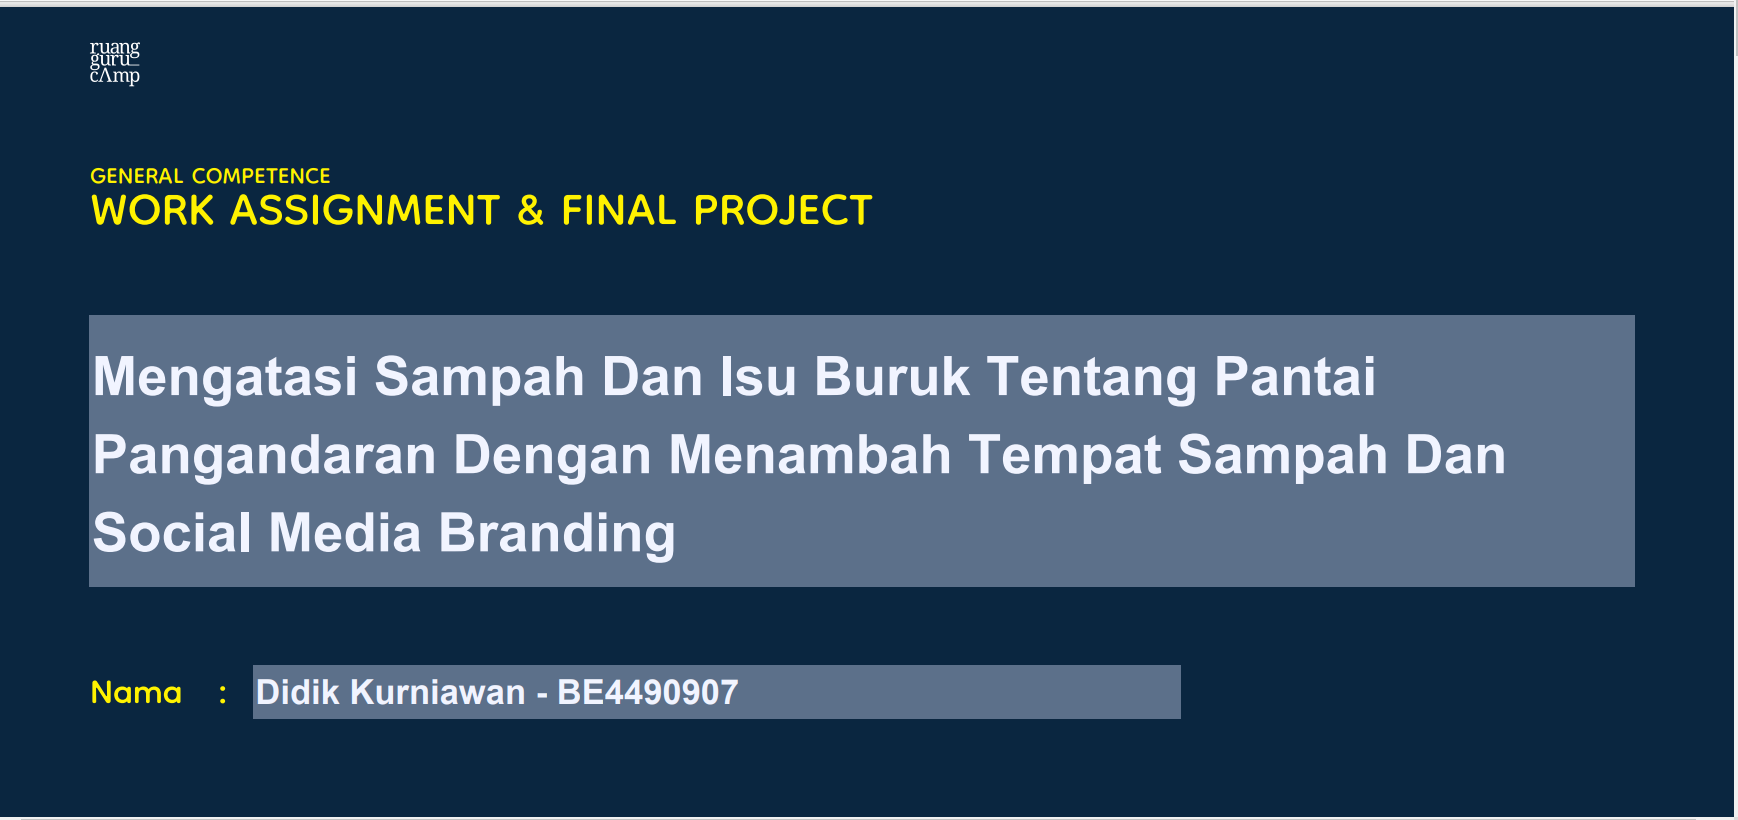 ruang
guru
cΛmp
GENERAL COMPETENCE
WORK ASSIGNMENT & FINAL PROJECT
Mengatasi Sampah Dan Isu Buruk Tentang Pantai
Pangandaran Dengan Menambah Tempat Sampah Dan
Social Media Branding
Nama : Didik Kurniawan - BE4490907